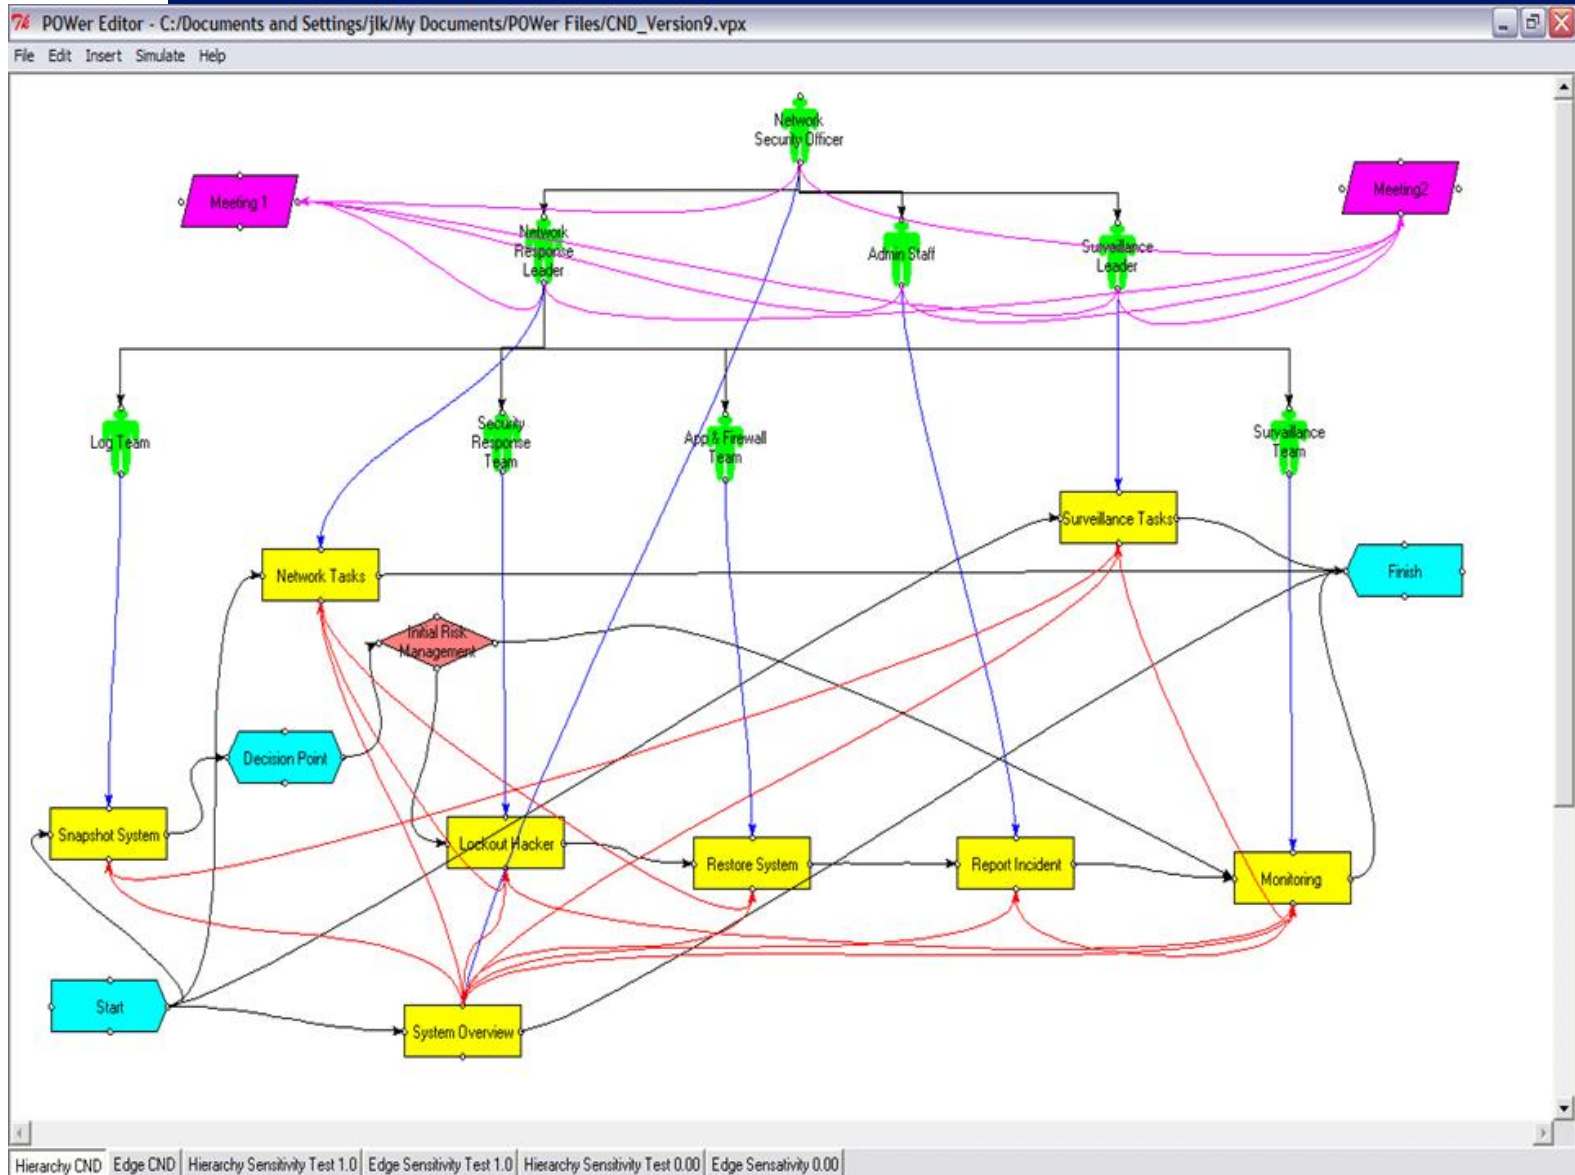 POWer Editor - C:/Documents and Settings/jlk/My Documents/POWer Files/CND_Version9.vpx
File Edit Insert Simulate Help
Network
Security Officer
Meeting 1
Meeting2
Network
Response
Leader
Admin Staff
Surveillance
Leader
Log Team
Security
Response
Team
App & Firewall
Team
Surveillance
Team
Surveillance Tasks
Network Tasks
Finish
Initial Risk
Management
Decision Point
Snapshot System
Lockout Hacker
Restore System
Report Incident
Monitoring
Start
System Overview
Hierarchy CND Edge CND Hierarchy Sensitivity Test 1.0 Edge Sensitivity Test 1.0 Hierarchy Sensitivity Test 0.00 Edge Sensativity 0.00